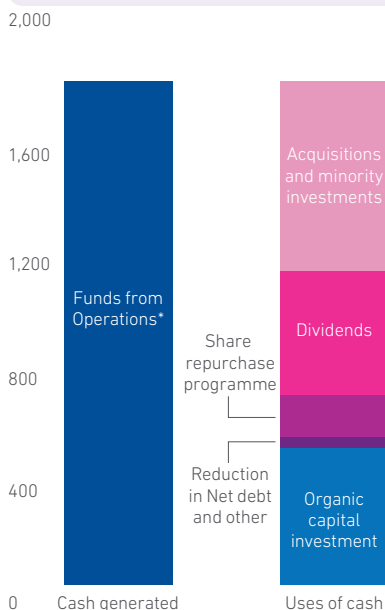 2,000
1,600
1,200
800
400
0
Funds from
Operations*
Cash generated
Share
repurchase
programme
Reduction
in Net debt
and other
Acquisitions
and minority
investments
Dividends
Organic
capital
investment
Uses of cash